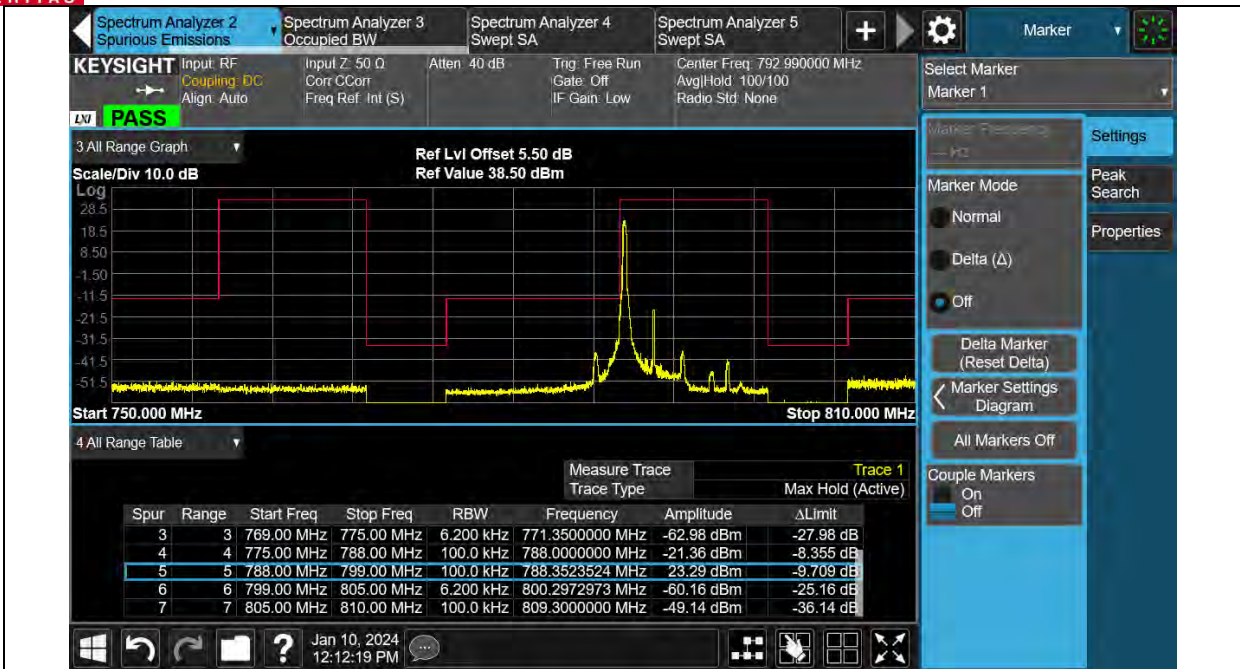 Spectrum Analyzer 2
Spurious Emissions
Spectrum Analyzer 3
Occupied BW
Spectrum Analyzer 4
Swept SA
Spectrum Analyzer 5
Swept SA
+
Marker
KEYSIGHT
Input: RF
Coupling: DC
Align: Auto
Input Z: 50 Ω
Corr CCorr
Freq Ref: Int (S)
Atten: 40 dB
Trig: Free Run
Gate: Off
IF Gain: Low
Center Freq: 792.990000 MHz
Avg|Hold: 100/100
Radio Std: None
LXI PASS
Select Marker
Marker 1
Marker Frequency
--- Hz
Settings
Peak Search
Properties
Marker Mode
Normal
Delta (Δ)
Off
Delta Marker
(Reset Delta)
Marker Settings
Diagram
All Markers Off
Couple Markers
On
Off
3 All Range Graph
Scale/Div 10.0 dB
Ref Lvl Offset 5.50 dB
Ref Value 38.50 dBm
Log
28.5
18.5
8.50
-1.50
-11.5
-21.5
-31.5
-41.5
-51.5
Start 750.000 MHz
Stop 810.000 MHz
4 All Range Table
Measure Trace Trace 1
Trace Type Max Hold (Active)
Spur Range Start Freq Stop Freq RBW Frequency Amplitude ΔLimit
3 3 769.00 MHz 775.00 MHz 6.200 kHz 771.3500000 MHz -62.98 dBm -27.98 dB
4 4 775.00 MHz 788.00 MHz 100.0 kHz 788.0000000 MHz -21.36 dBm -8.355 dB
5 5 788.00 MHz 799.00 MHz 100.0 kHz 788.3523524 MHz 23.29 dBm -9.709 dB
6 6 799.00 MHz 805.00 MHz 6.200 kHz 800.2972973 MHz -60.16 dBm -25.16 dB
7 7 805.00 MHz 810.00 MHz 100.0 kHz 809.3000000 MHz -49.14 dBm -36.14 dB
?
Jan 10, 2024
12:12:19 PM